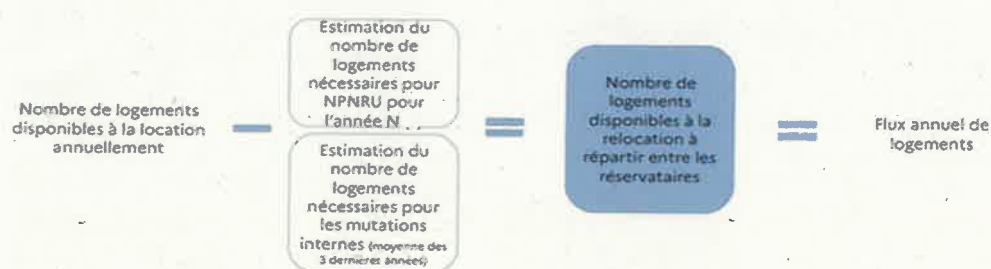 Nombre de logements
disponibles à la location
annuellement
Estimation du
nombre de
logements
nécessaires pour
NPNRU pour
l'année N
Estimation du
nombre de
logements
nécessaires pour
les mutations
internes (moyenne des
3 dernières années)
Nombre de
logements
disponibles à la
relocation à
répartir entre les
réservataires
Flux annuel de
logements